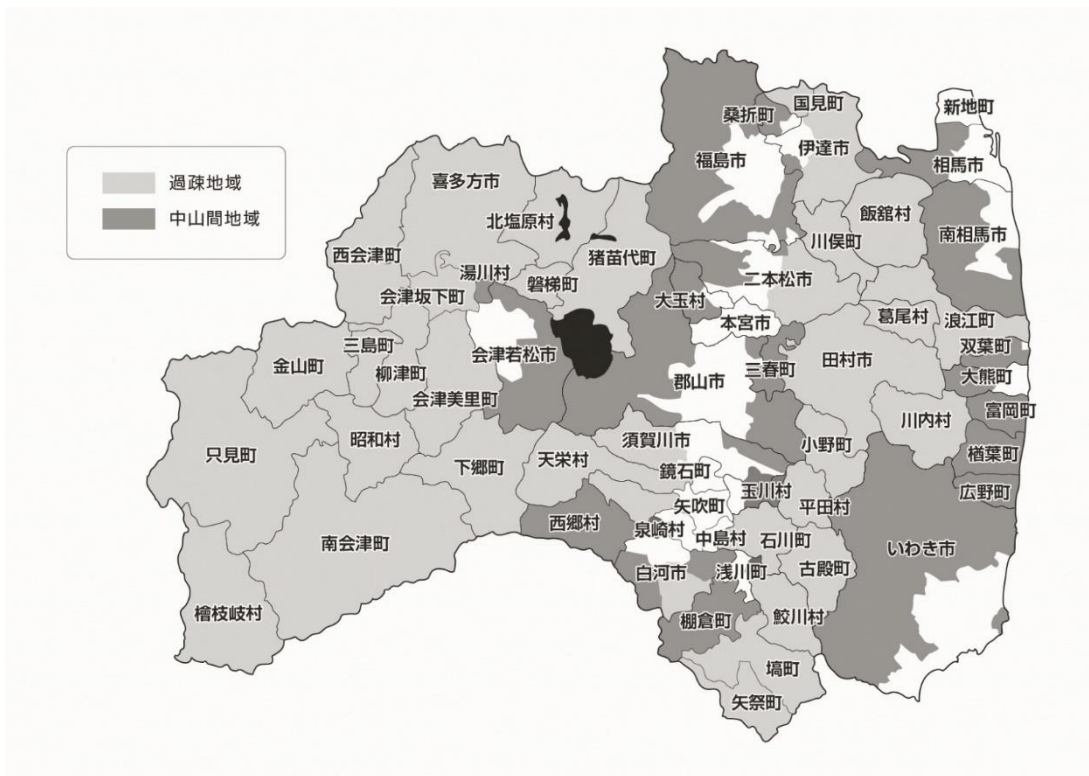 過疎地域
中山間地域
国見町
桑折町
新地町
伊達市
福島市
相馬市
喜多方市
飯舘村
北塩原村
川俣町
南相馬市
西会津町
猪苗代町
湯川村
磐梯町
二本松市
会津坂下町
大玉村
葛尾村
浪江町
本宮市
三島町
会津若松市
双葉町
金山町
柳津町
三春町
田村市
大熊町
郡山市
会津美里町
富岡町
川内村
昭和村
須賀川市
小野町
只見町
下郷町
天栄村
楢葉町
鏡石町
玉川村
広野町
矢吹町
平田村
西郷村
泉崎村
中島村
石川町
いわき市
南会津町
古殿町
白河市
浅川町
檜枝岐村
棚倉町
鮫川村
塙町
矢祭町